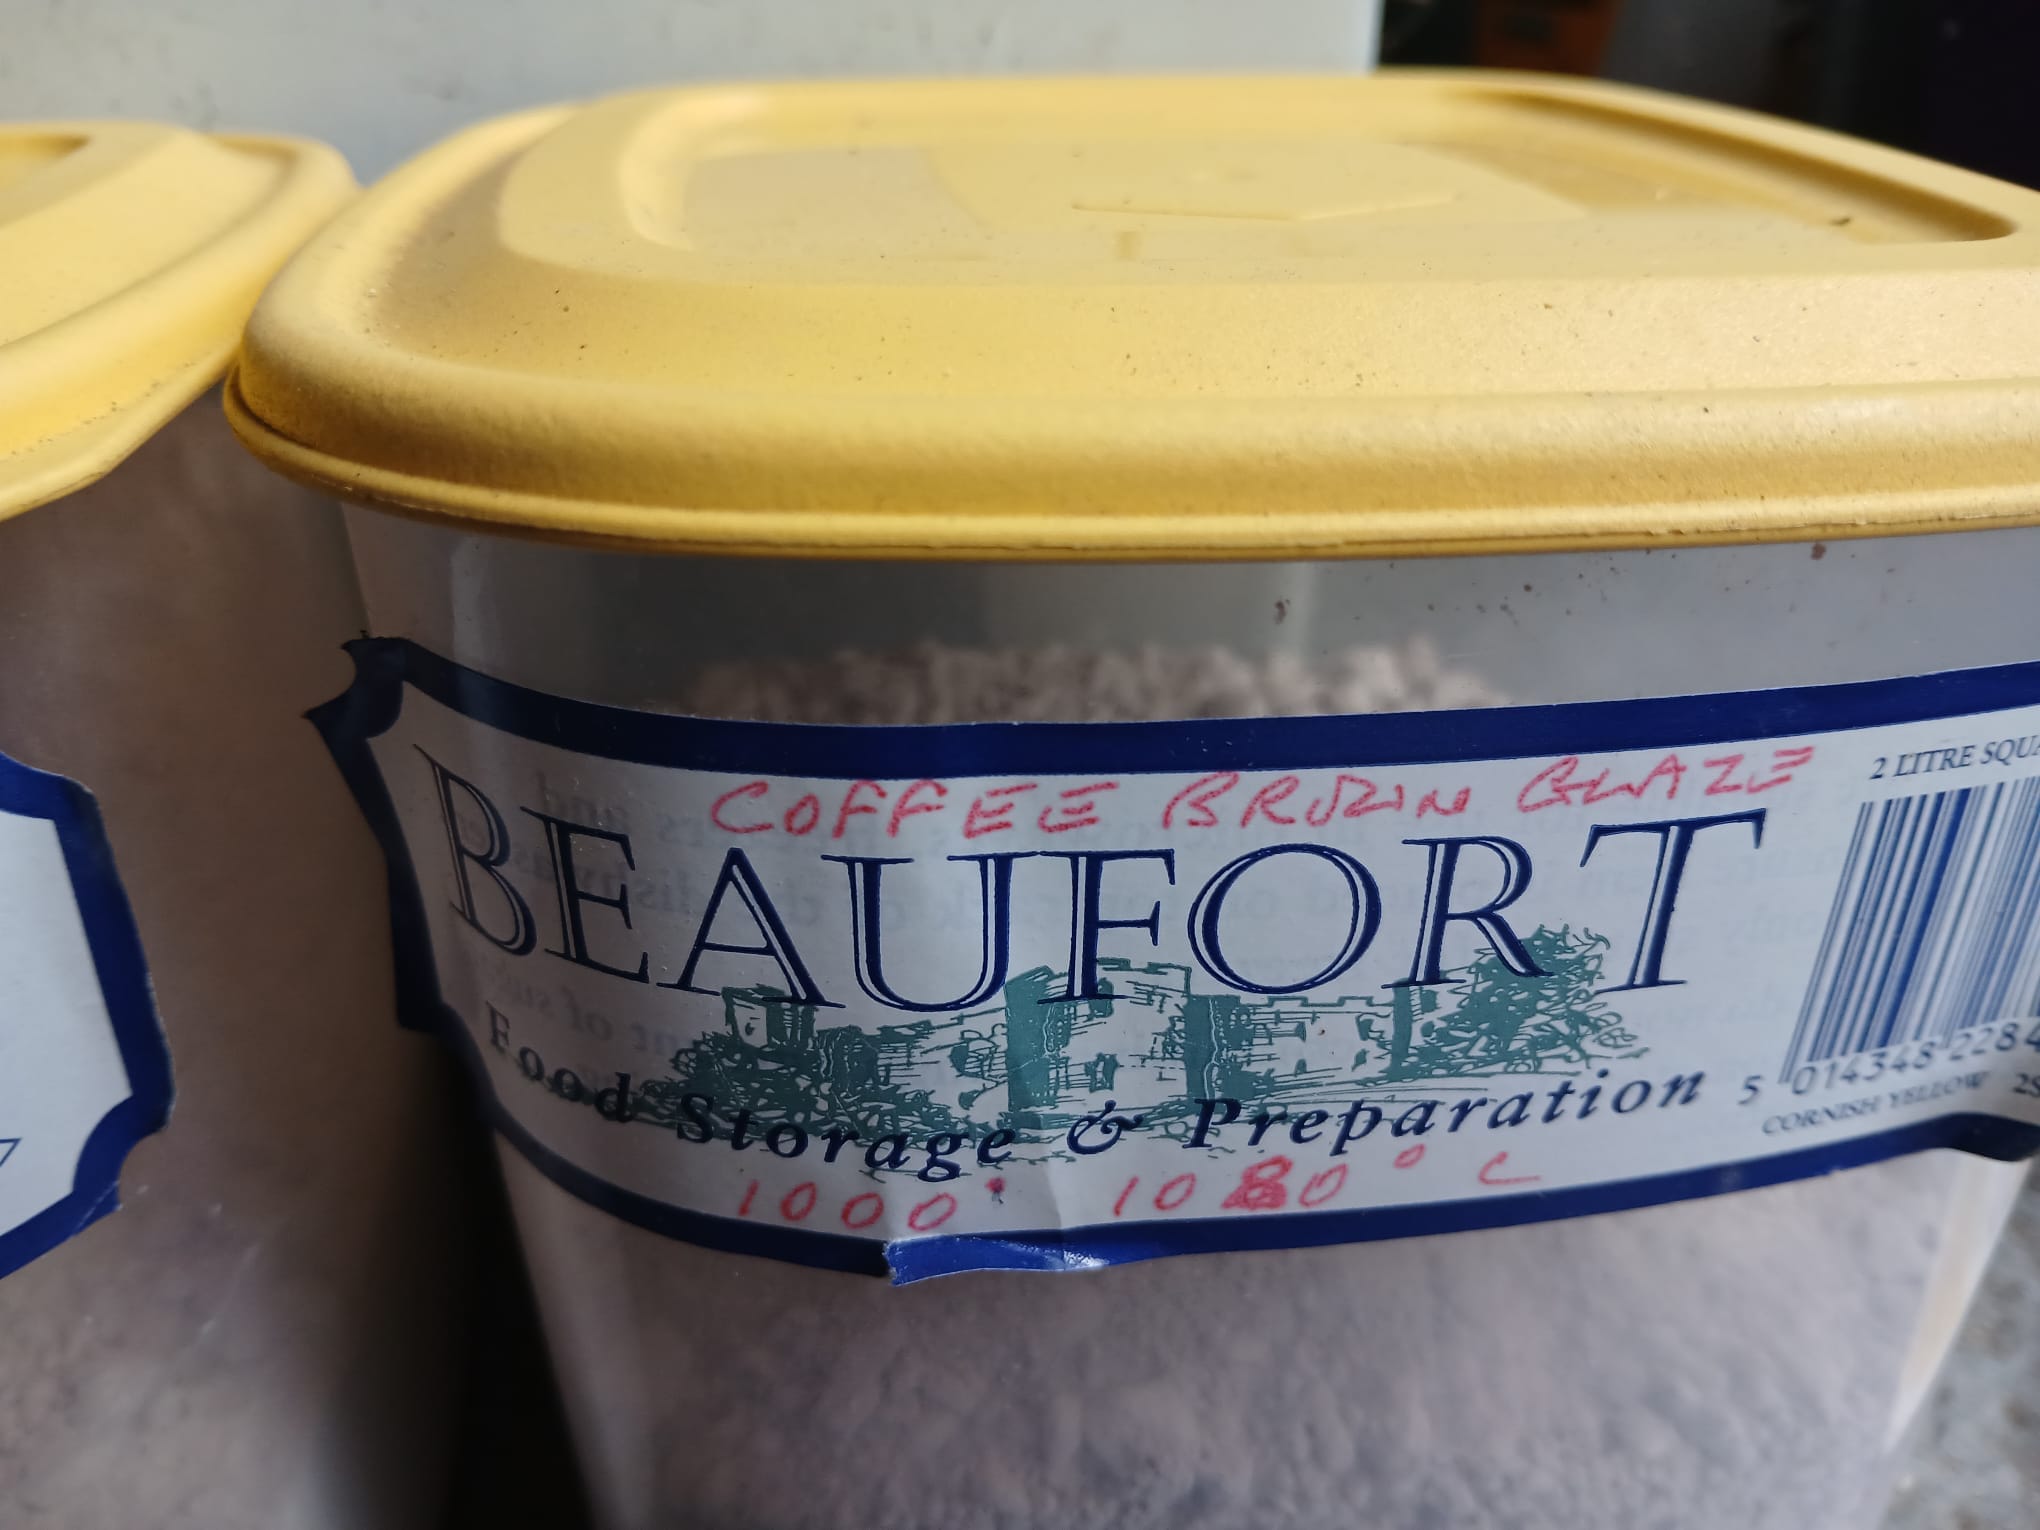 COFFEE BROWN GLAZE
2 LITRE SQUA
BEAUFORT
Food Storage & Preparation
5 014348 2284
CORNISH YELLOW
1000° 1080°C